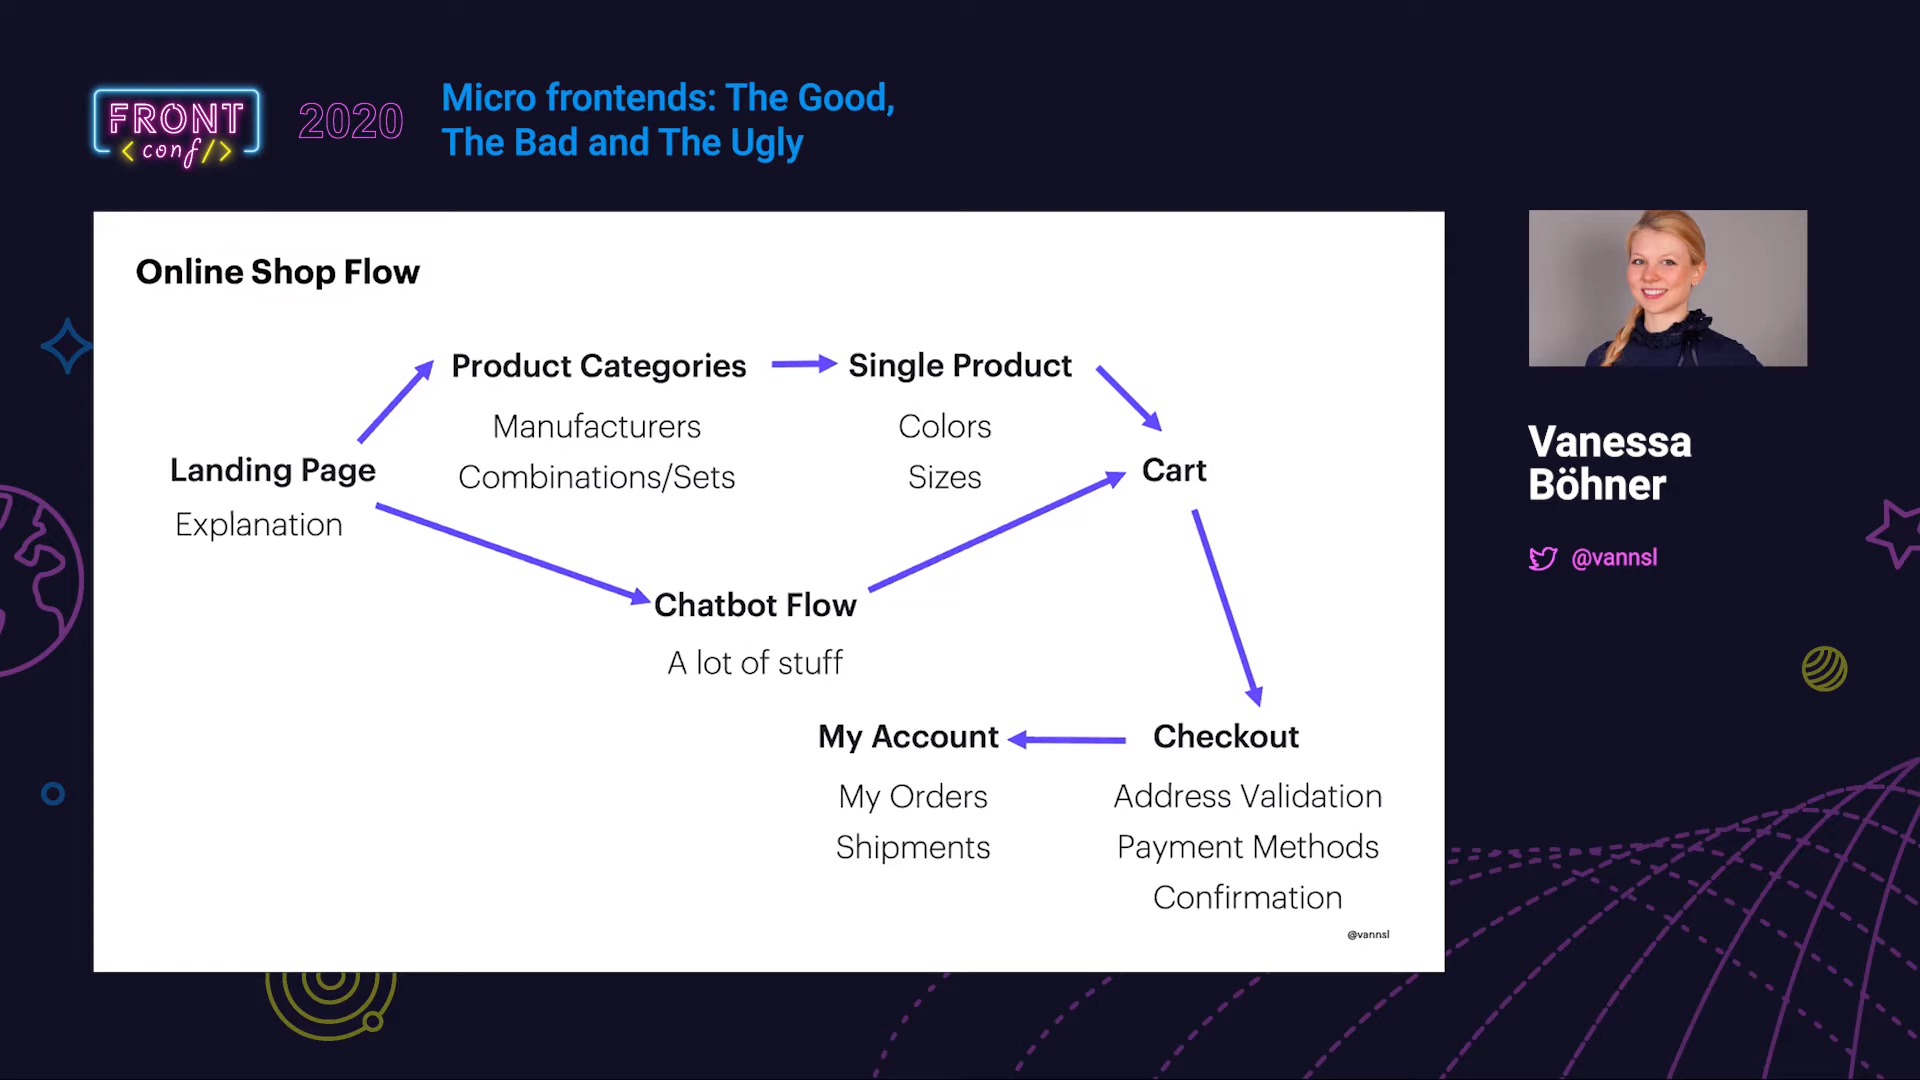 FRONT
<conf/>
2020
Micro frontends: The Good,
The Bad and The Ugly
Online Shop Flow
Product Categories
Manufacturers
Combinations/Sets
Single Product
Colors
Sizes
Landing Page
Explanation
Cart
Chatbot Flow
A lot of stuff
My Account
My Orders
Shipments
Checkout
Address Validation
Payment Methods
Confirmation
@vannsl
Vanessa
Böhner
@vannsl